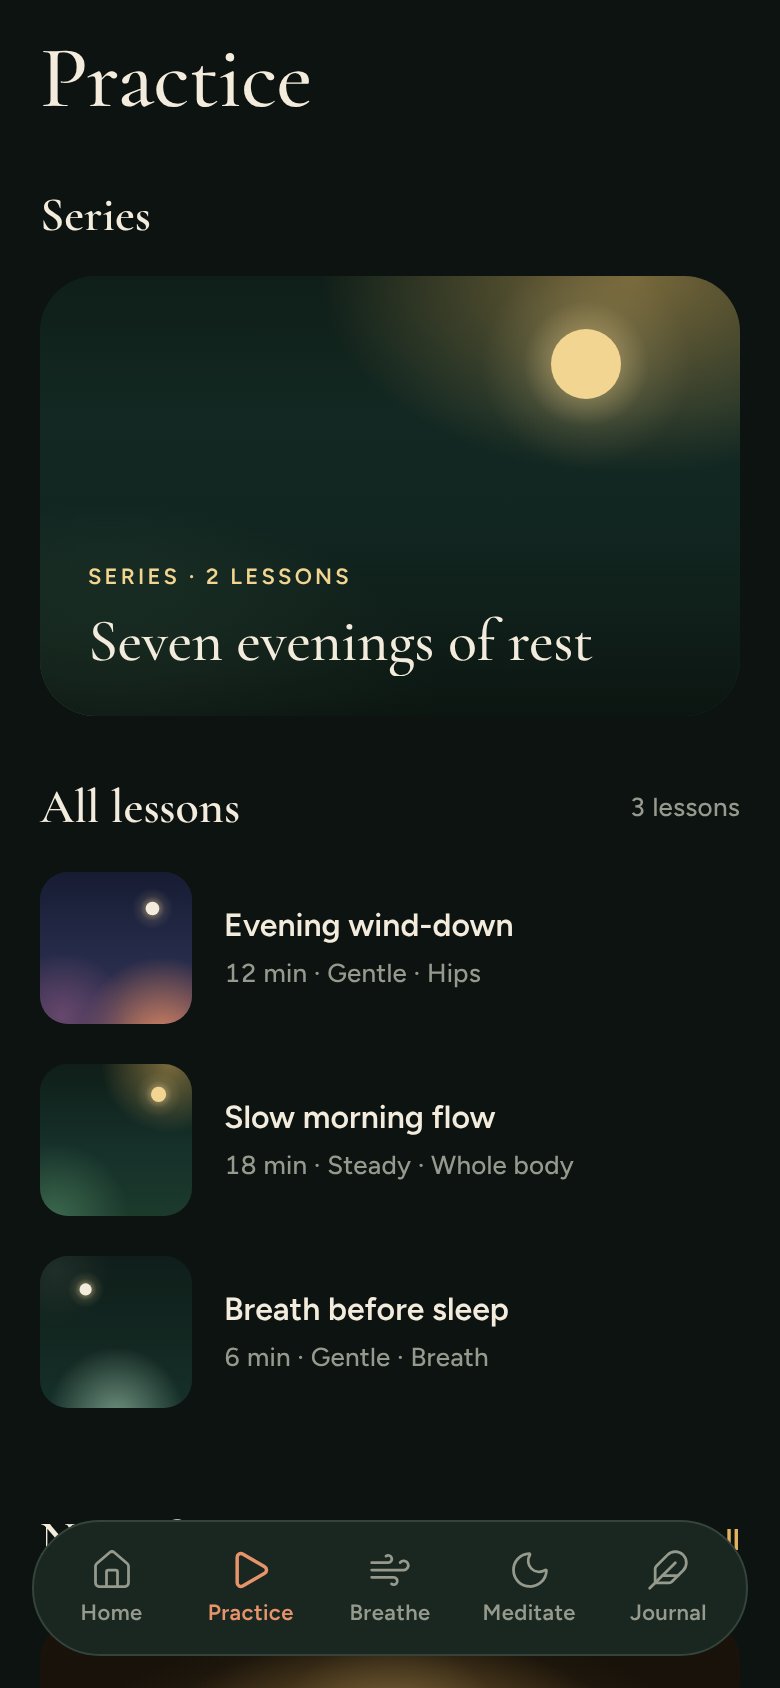 Practice
Series
SERIES · 2 LESSONS
Seven evenings of rest
All lessons
3 lessons
Evening wind-down
12 min · Gentle · Hips
Slow morning flow
18 min · Steady · Whole body
Breath before sleep
6 min · Gentle · Breath
Home
Practice
Breathe
Meditate
Journal